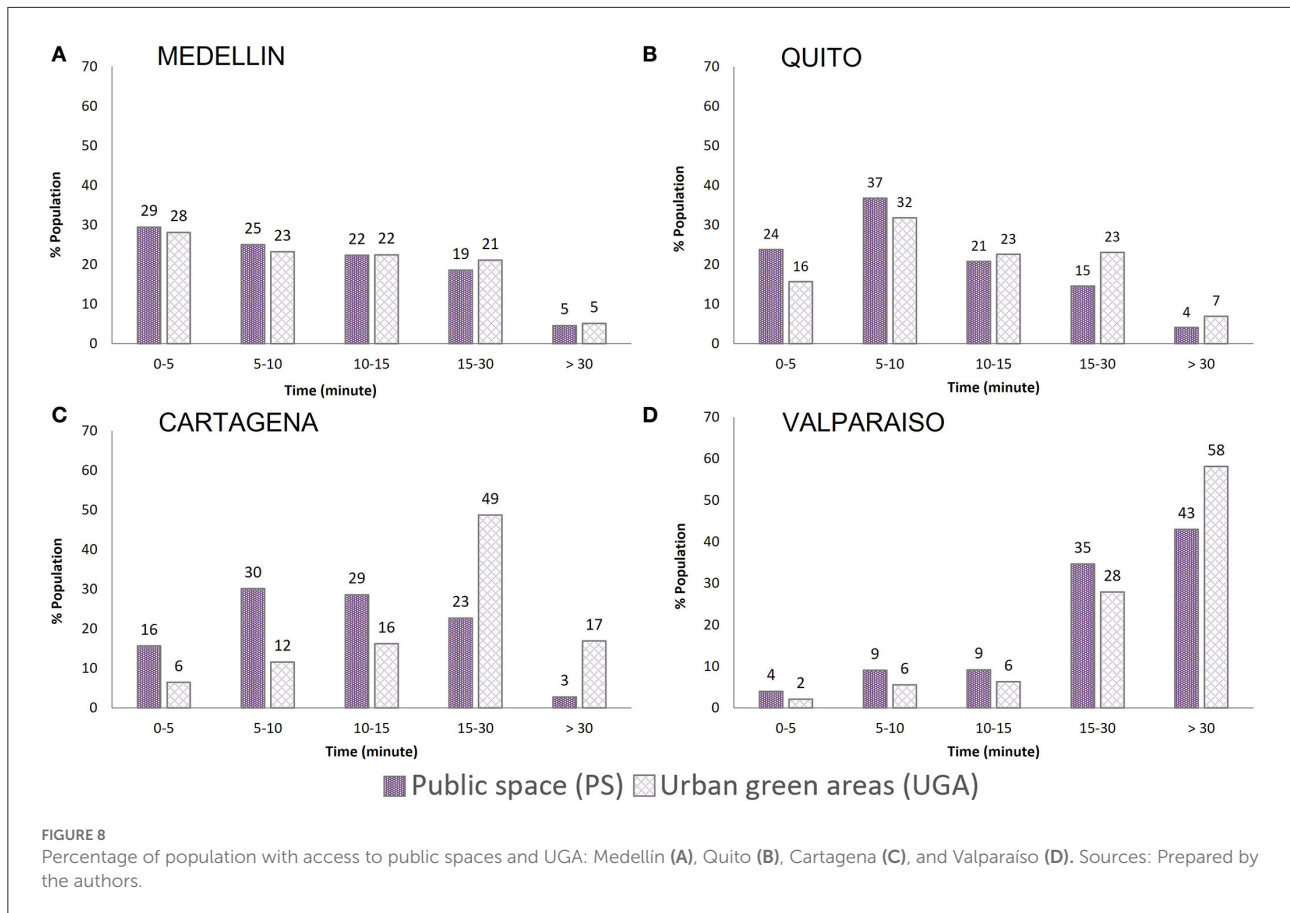 A MEDELLIN
70
60
50
40
30
20
10
0
% Population
29 28
25 23
22 22
19 21
5 5
0-5 5-10 10-15 15-30 > 30
Time (minute)
B QUITO
70
60
50
40
30
20
10
0
% Population
24 16
37 32
21 23
15 23
4 7
0-5 5-10 10-15 15-30 > 30
Time (minute)
C CARTAGENA
70
60
50
40
30
20
10
0
% Population
16 6
30 12
29 16
23 49
3 17
0-5 5-10 10-15 15-30 > 30
Time (minute)
D VALPARAISO
70
60
50
40
30
20
10
0
% Population
4 2
9 6
9 6
35 28
43 58
0-5 5-10 10-15 15-30 > 30
Time (minute)
Public space (PS) Urban green areas (UGA)
FIGURE 8
Percentage of population with access to public spaces and UGA: Medellín (A), Quito (B), Cartagena (C), and Valparaíso (D). Sources: Prepared by
the authors.